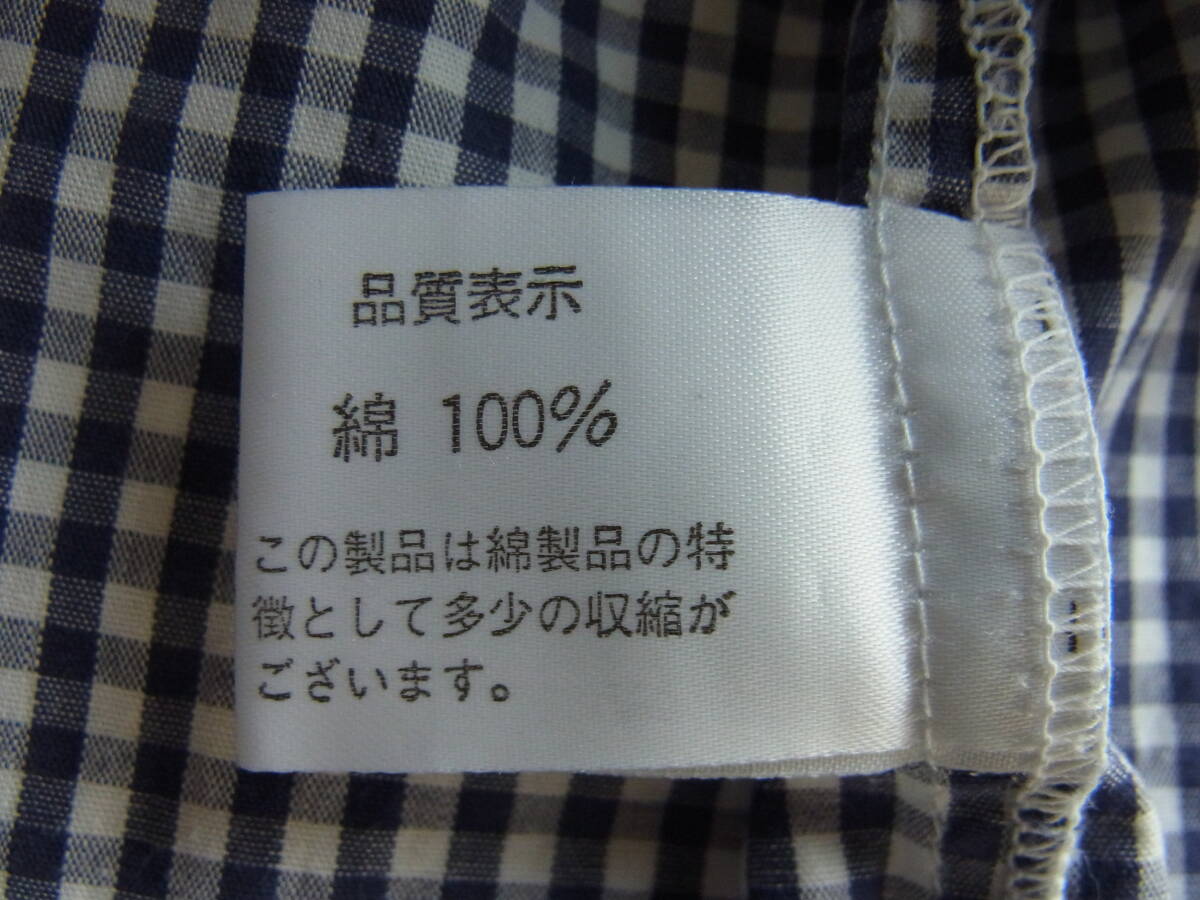 品質表示
綿 100%
この製品は綿製品の特
徴として多少の収縮が
ございます。